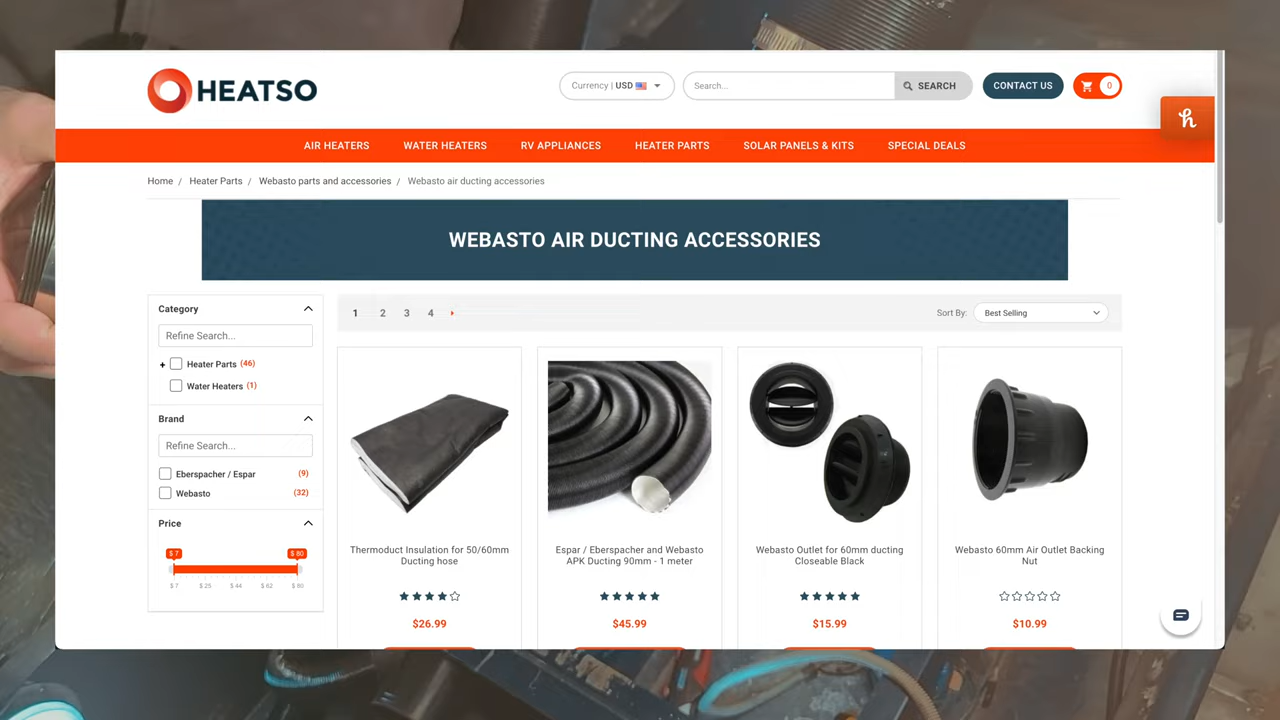 HEATSO
Currency | USD
Search...
SEARCH
CONTACT US
0
h
AIR HEATERS
WATER HEATERS
RV APPLIANCES
HEATER PARTS
SOLAR PANELS & KITS
SPECIAL DEALS
Home / Heater Parts / Webasto parts and accessories / Webasto air ducting accessories
WEBASTO AIR DUCTING ACCESSORIES
Category
Refine Search...
+ Heater Parts (46)
Water Heaters (1)
Brand
Refine Search...
Eberspacher / Espar (9)
Webasto (32)
Price
$ 7
$ 80
$ 7 $ 25 $ 44 $ 62 $ 80
1 2 3 4
Sort By: Best Selling
Thermoduct Insulation for 50/60mm
Ducting hose
$26.99
Espar / Eberspacher and Webasto
APK Ducting 90mm - 1 meter
$45.99
Webasto Outlet for 60mm ducting
Closeable Black
$15.99
Webasto 60mm Air Outlet Backing
Nut
$10.99